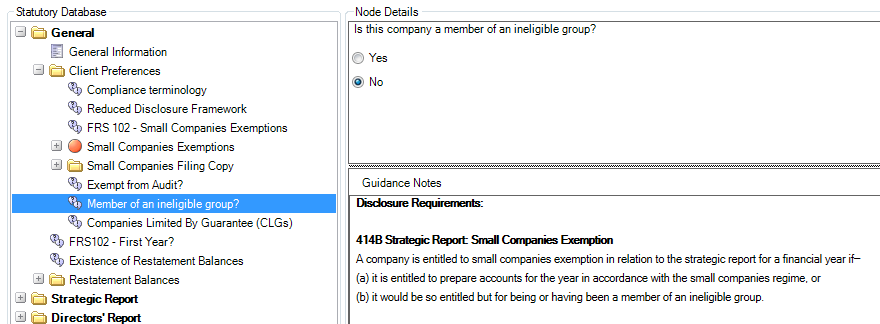 Statutory Database
General
General Information
Client Preferences
Compliance terminology
Reduced Disclosure Framework
FRS 102 - Small Companies Exemptions
Small Companies Exemptions
Small Companies Filing Copy
Exempt from Audit?
Member of an ineligible group?
Companies Limited By Guarantee (CLGs)
FRS102 - First Year?
Existence of Restatement Balances
Restatement Balances
Strategic Report
Directors' Report
Node Details
Is this company a member of an ineligible group?
Yes
No
Guidance Notes
Disclosure Requirements:
414B Strategic Report: Small Companies Exemption
A company is entitled to small companies exemption in relation to the strategic report for a financial year if—
(a) it is entitled to prepare accounts for the year in accordance with the small companies regime, or
(b) it would be so entitled but for being or having been a member of an ineligible group.